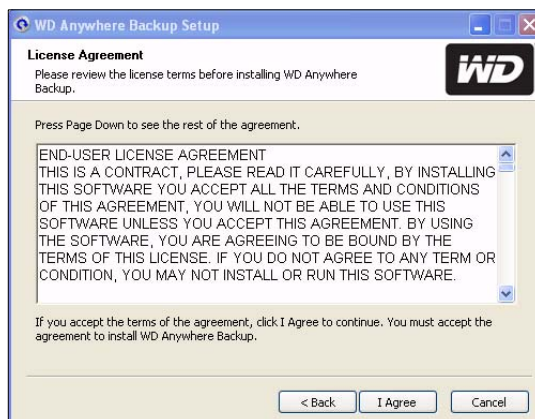 WD Anywhere Backup Setup
License Agreement
Please review the license terms before installing WD Anywhere
Backup.
WD
Press Page Down to see the rest of the agreement.
END-USER LICENSE AGREEMENT
THIS IS A CONTRACT, PLEASE READ IT CAREFULLY, BY INSTALLING
THIS SOFTWARE YOU ACCEPT ALL THE TERMS AND CONDITIONS
OF THIS AGREEMENT, YOU WILL NOT BE ABLE TO USE THIS
SOFTWARE UNLESS YOU ACCEPT THIS AGREEMENT. BY USING
THE SOFTWARE, YOU ARE AGREEING TO BE BOUND BY THE
TERMS OF THIS LICENSE. IF YOU DO NOT AGREE TO ANY TERM OR
CONDITION, YOU MAY NOT INSTALL OR RUN THIS SOFTWARE.
If you accept the terms of the agreement, click I Agree to continue. You must accept the
agreement to install WD Anywhere Backup.
< Back
I Agree
Cancel